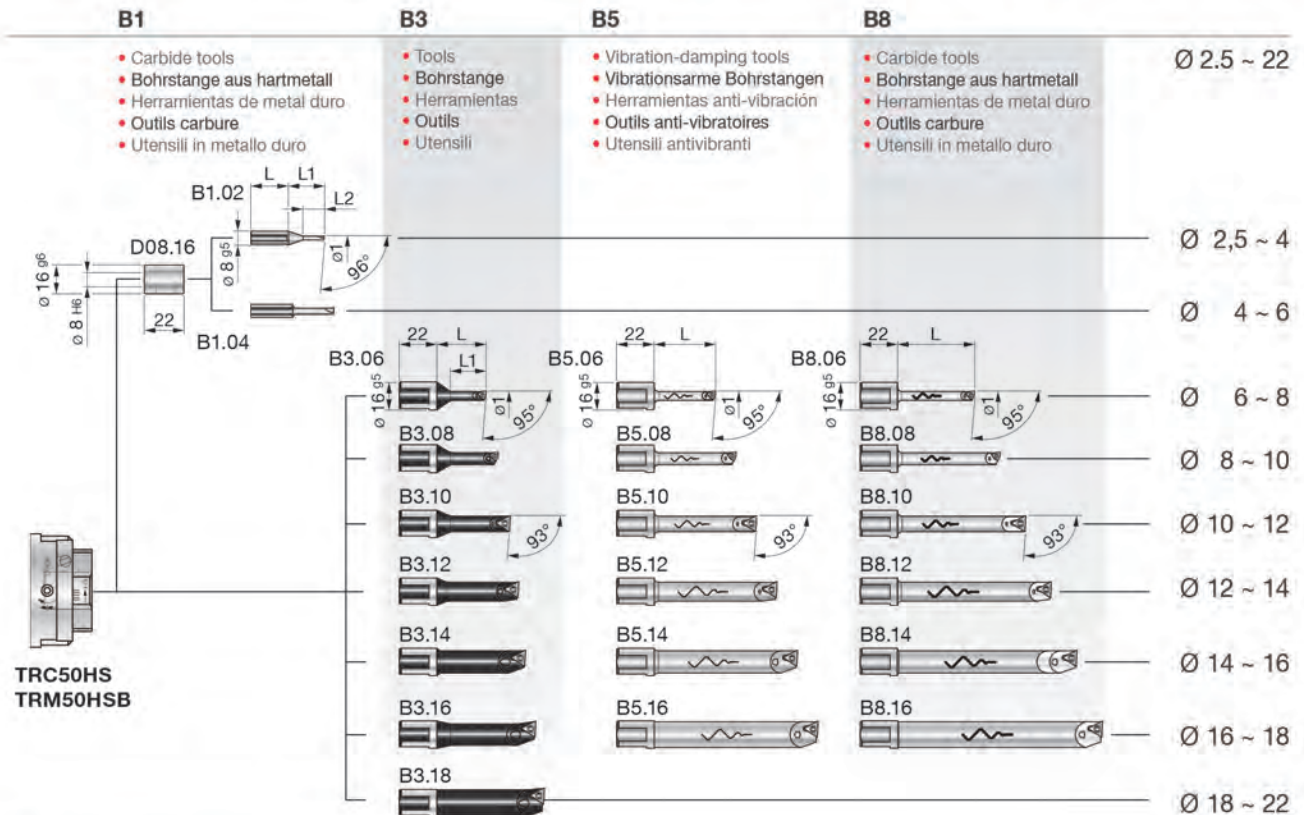 B1 B3 B5 B8
• Carbide tools
• Bohrstange aus hartmetall
• Herramientas de metal duro
• Outils carbure
• Utensili in metallo duro
• Tools
• Bohrstange
• Herramientas
• Outils
• Utensili
• Vibration-damping tools
• Vibrationsarme Bohrstangen
• Herramientas anti-vibración
• Outils anti-vibratoires
• Utensili antivibranti
• Carbide tools
• Bohrstange aus hartmetall
• Herramientas de metal duro
• Outils carbure
• Utensili in metallo duro
Ø 2.5 ~ 22
B1.02
L L1
L2
D08.16
ø 16 g6
ø 8 H6
22
ø 8 g5
ø1
96°
Ø 2,5 ~ 4
B1.04
Ø 4 ~ 6
B3.06
22 L
L1
ø 16 g5
ø1
95°
B5.06
22 L
ø 16 g5
ø1
95°
B8.06
22 L
ø 16 g5
ø1
95°
Ø 6 ~ 8
B3.08 B5.08 B8.08
Ø 8 ~ 10
B3.10 B5.10 B8.10
93° 93° 93°
Ø 10 ~ 12
B3.12 B5.12 B8.12
Ø 12 ~ 14
B3.14 B5.14 B8.14
Ø 14 ~ 16
TRC50HS
TRM50HSB
B3.16 B5.16 B8.16
Ø 16 ~ 18
B3.18
Ø 18 ~ 22